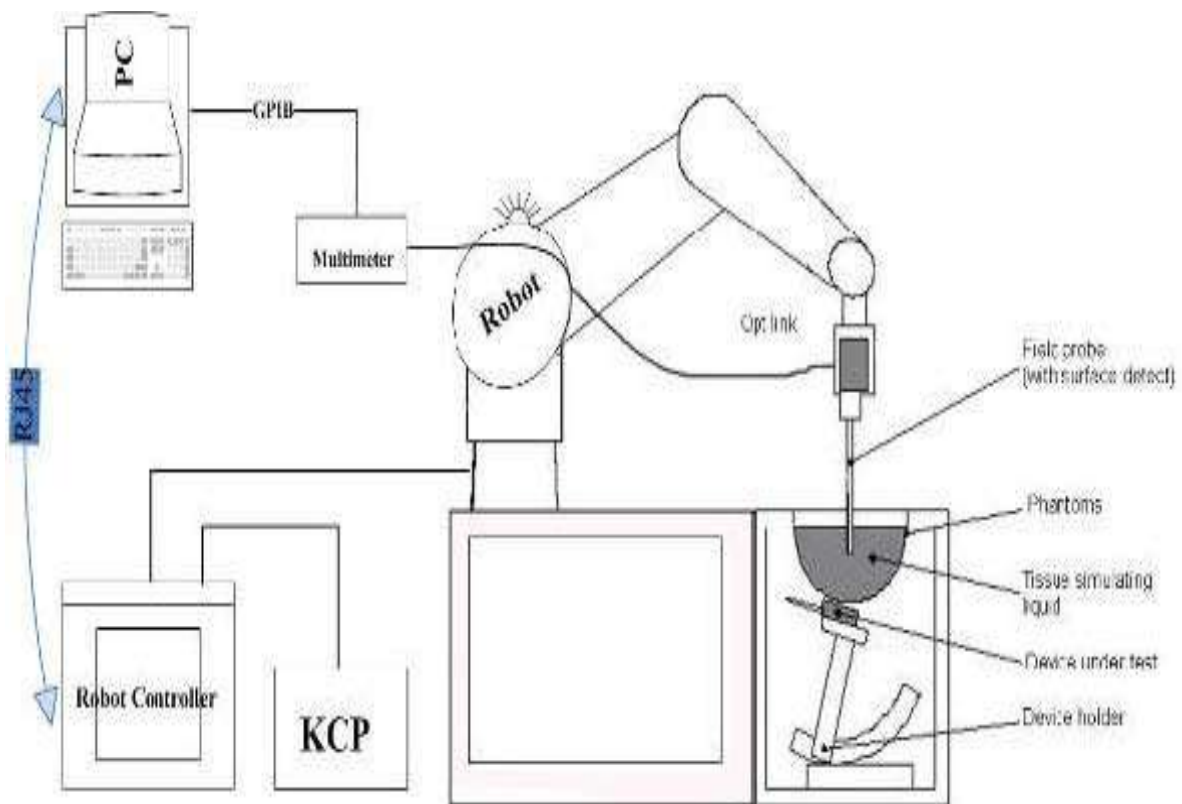 PC
GPIB
Multimeter
Robot
Opt link
Field probe
(with surface detect)
RJ45
Phantoms
Tissue simulating
liquid
Device under test
Robot Controller
KCP
Device holder